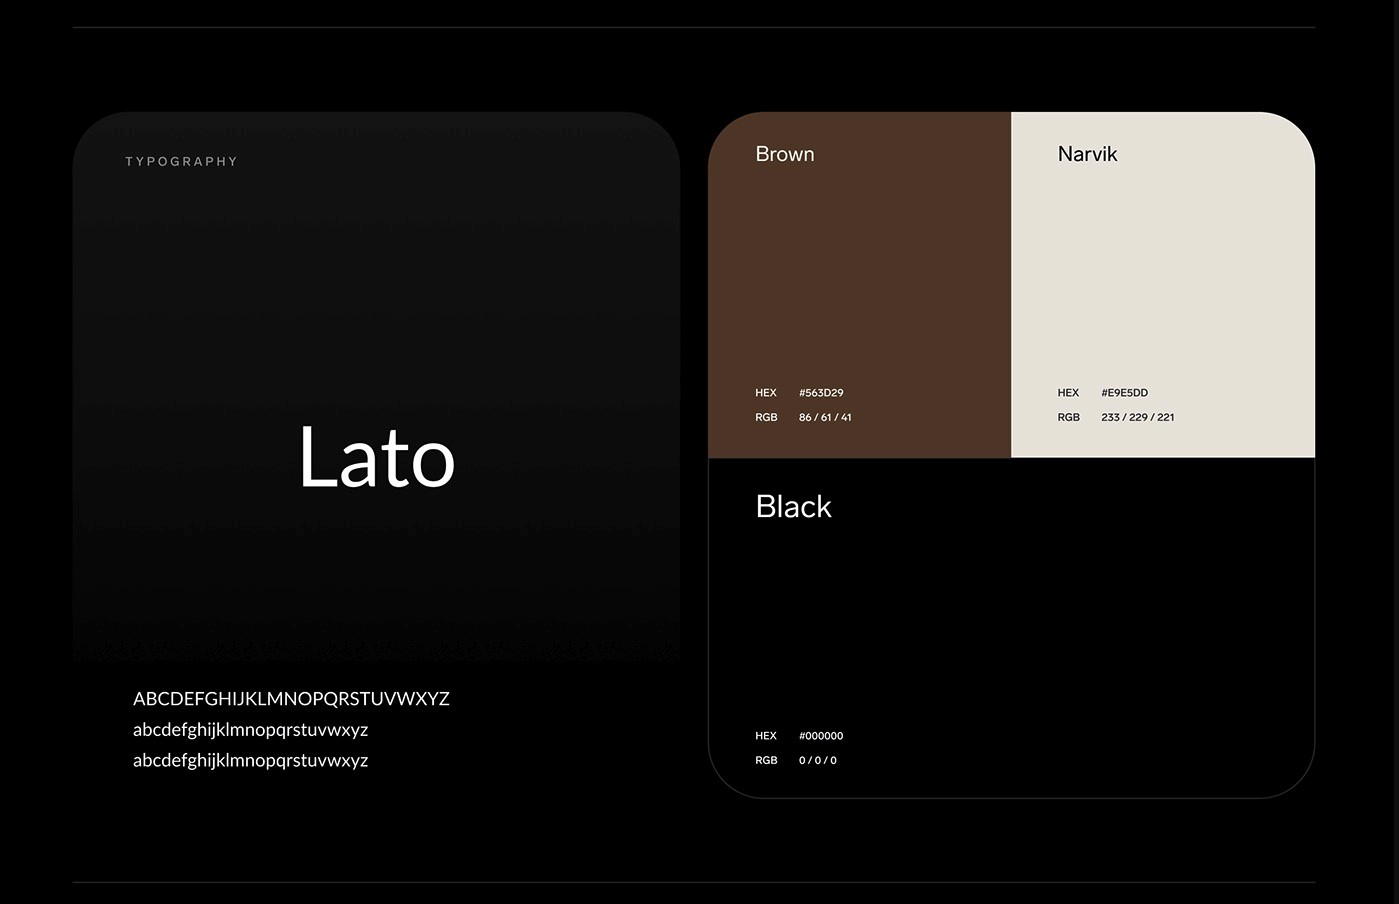 TYPOGRAPHY
Lato
ABCDEFGHIJKLMNOPQRSTUVWXYZ
abcdefghijklmnopqrstuvwxyz
abcdefghijklmnopqrstuvwxyz
Brown
HEX #563D29
RGB 86 / 61 / 41
Narvik
HEX #E9E5DD
RGB 233 / 229 / 221
Black
HEX #000000
RGB 0 / 0 / 0